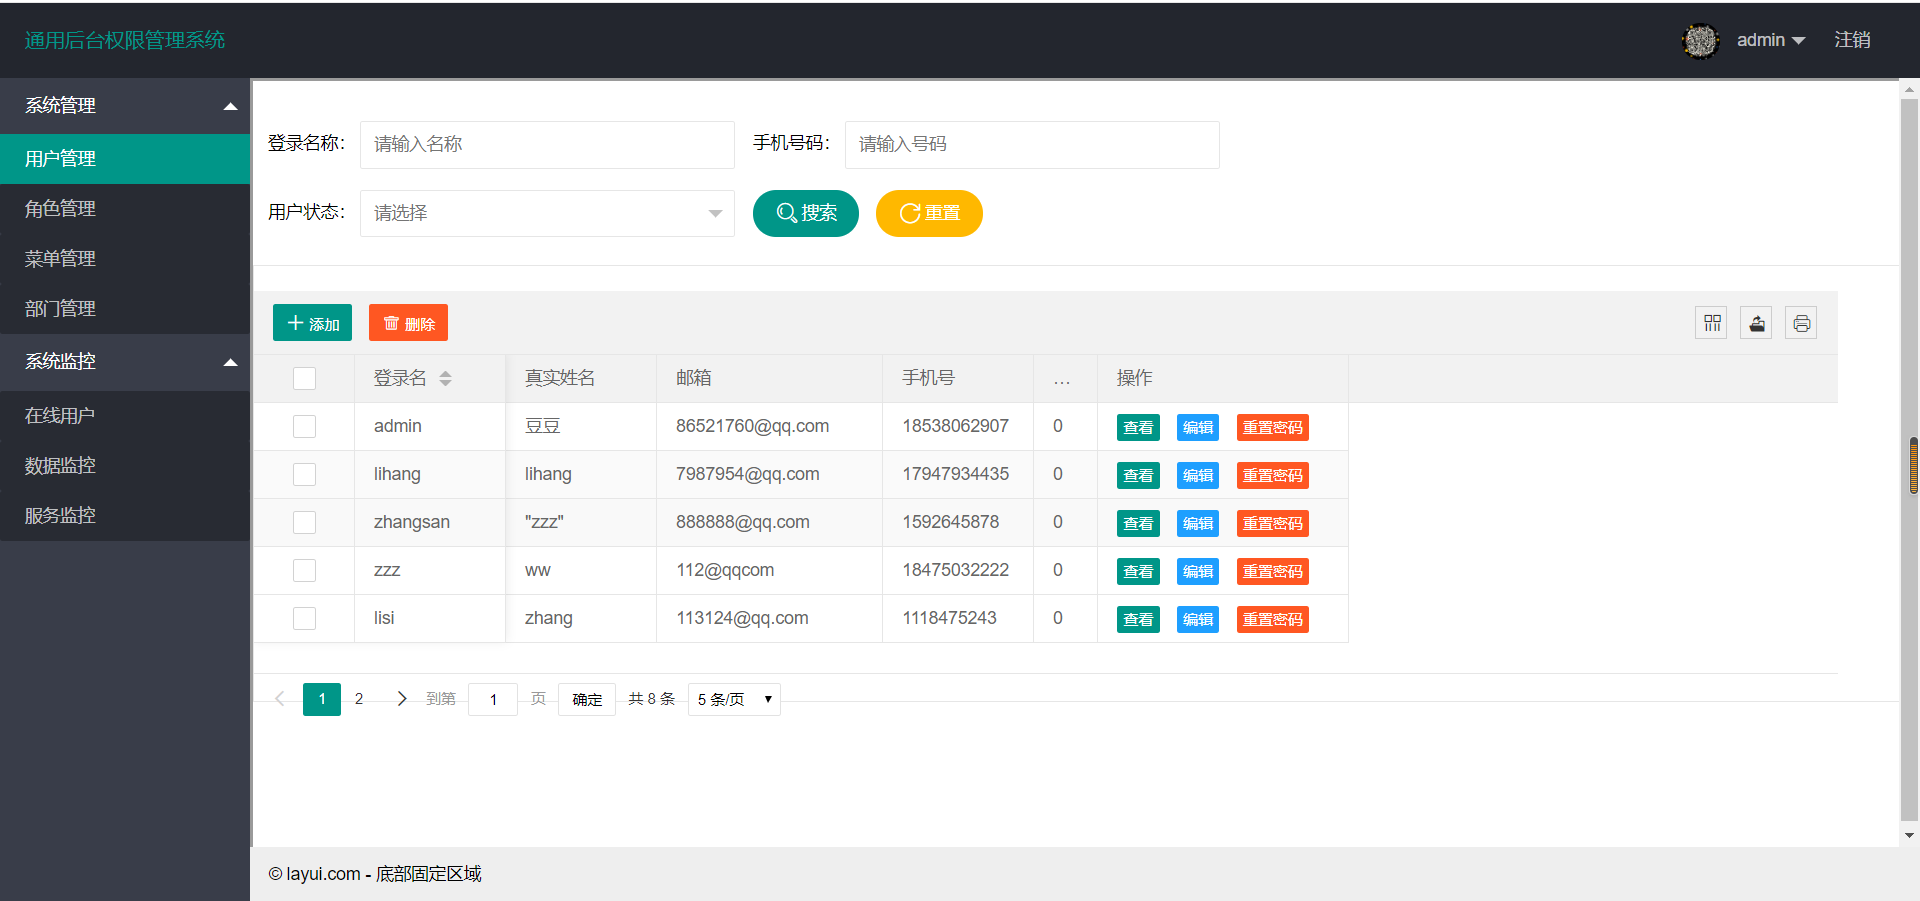 通用后台权限管理系统
admin
注销
系统管理
用户管理
角色管理
菜单管理
部门管理
系统监控
在线用户
数据监控
服务监控
登录名称： 请输入名称 手机号码： 请输入号码
用户状态： 请选择 搜索 重置
添加 删除
登录名 真实姓名 邮箱 手机号 ... 操作
admin 豆豆 86521760@qq.com 18538062907 0 查看 编辑 重置密码
lihang lihang 7987954@qq.com 17947934435 0 查看 编辑 重置密码
zhangsan "zzz" 888888@qq.com 1592645878 0 查看 编辑 重置密码
zzz ww 112@qqcom 18475032222 0 查看 编辑 重置密码
lisi zhang 113124@qq.com 1118475243 0 查看 编辑 重置密码
1 2 到第 1 页 确定 共 8 条 5 条/页
© layui.com - 底部固定区域